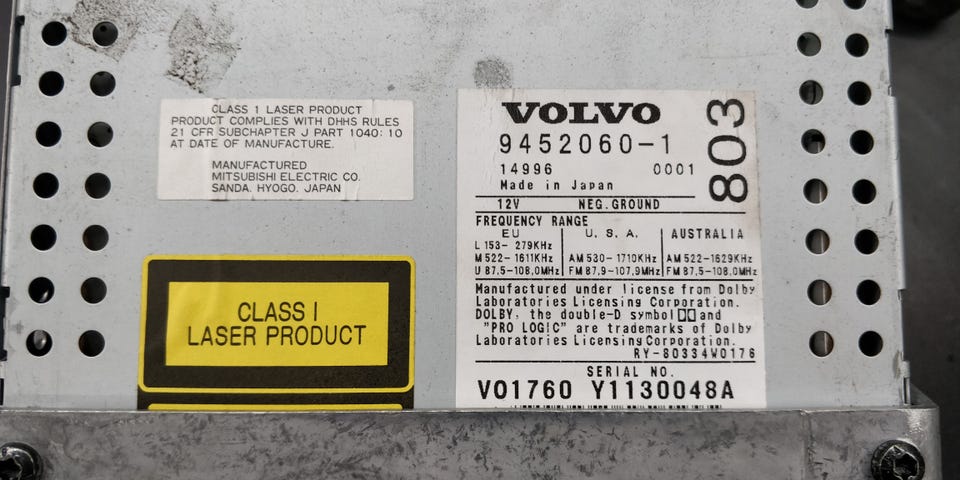 CLASS 1 LASER PRODUCT
PRODUCT COMPLIES WITH DHHS RULES
21 CFR SUBCHAPTER J PART 1040: 10
AT DATE OF MANUFACTURE.
MANUFACTURED
MITSUBISHI ELECTRIC CO.
SANDA. HYOGO. JAPAN
CLASS I
LASER PRODUCT
VOLVO
803
9452060-1
14996 0001
Made in Japan
12V NEG. GROUND
FREQUENCY RANGE
EU U. S. A. AUSTRALIA
L 153- 279KHz
M 522-1611KHz AM 530-1710KHz AM 522-1629KHz
U 87.5-108.0MHz FM 87.9-107.9MHz FM 87.5-108.0MHz
Manufactured under license from Dolby
Laboratories Licensing Corporation.
DOLBY, the double-D symbol and
"PRO LOGIC" are trademarks of Dolby
Laboratories Licensing Corporation.
RY-80334W0176
SERIAL NO.
VO1760 Y1130048A